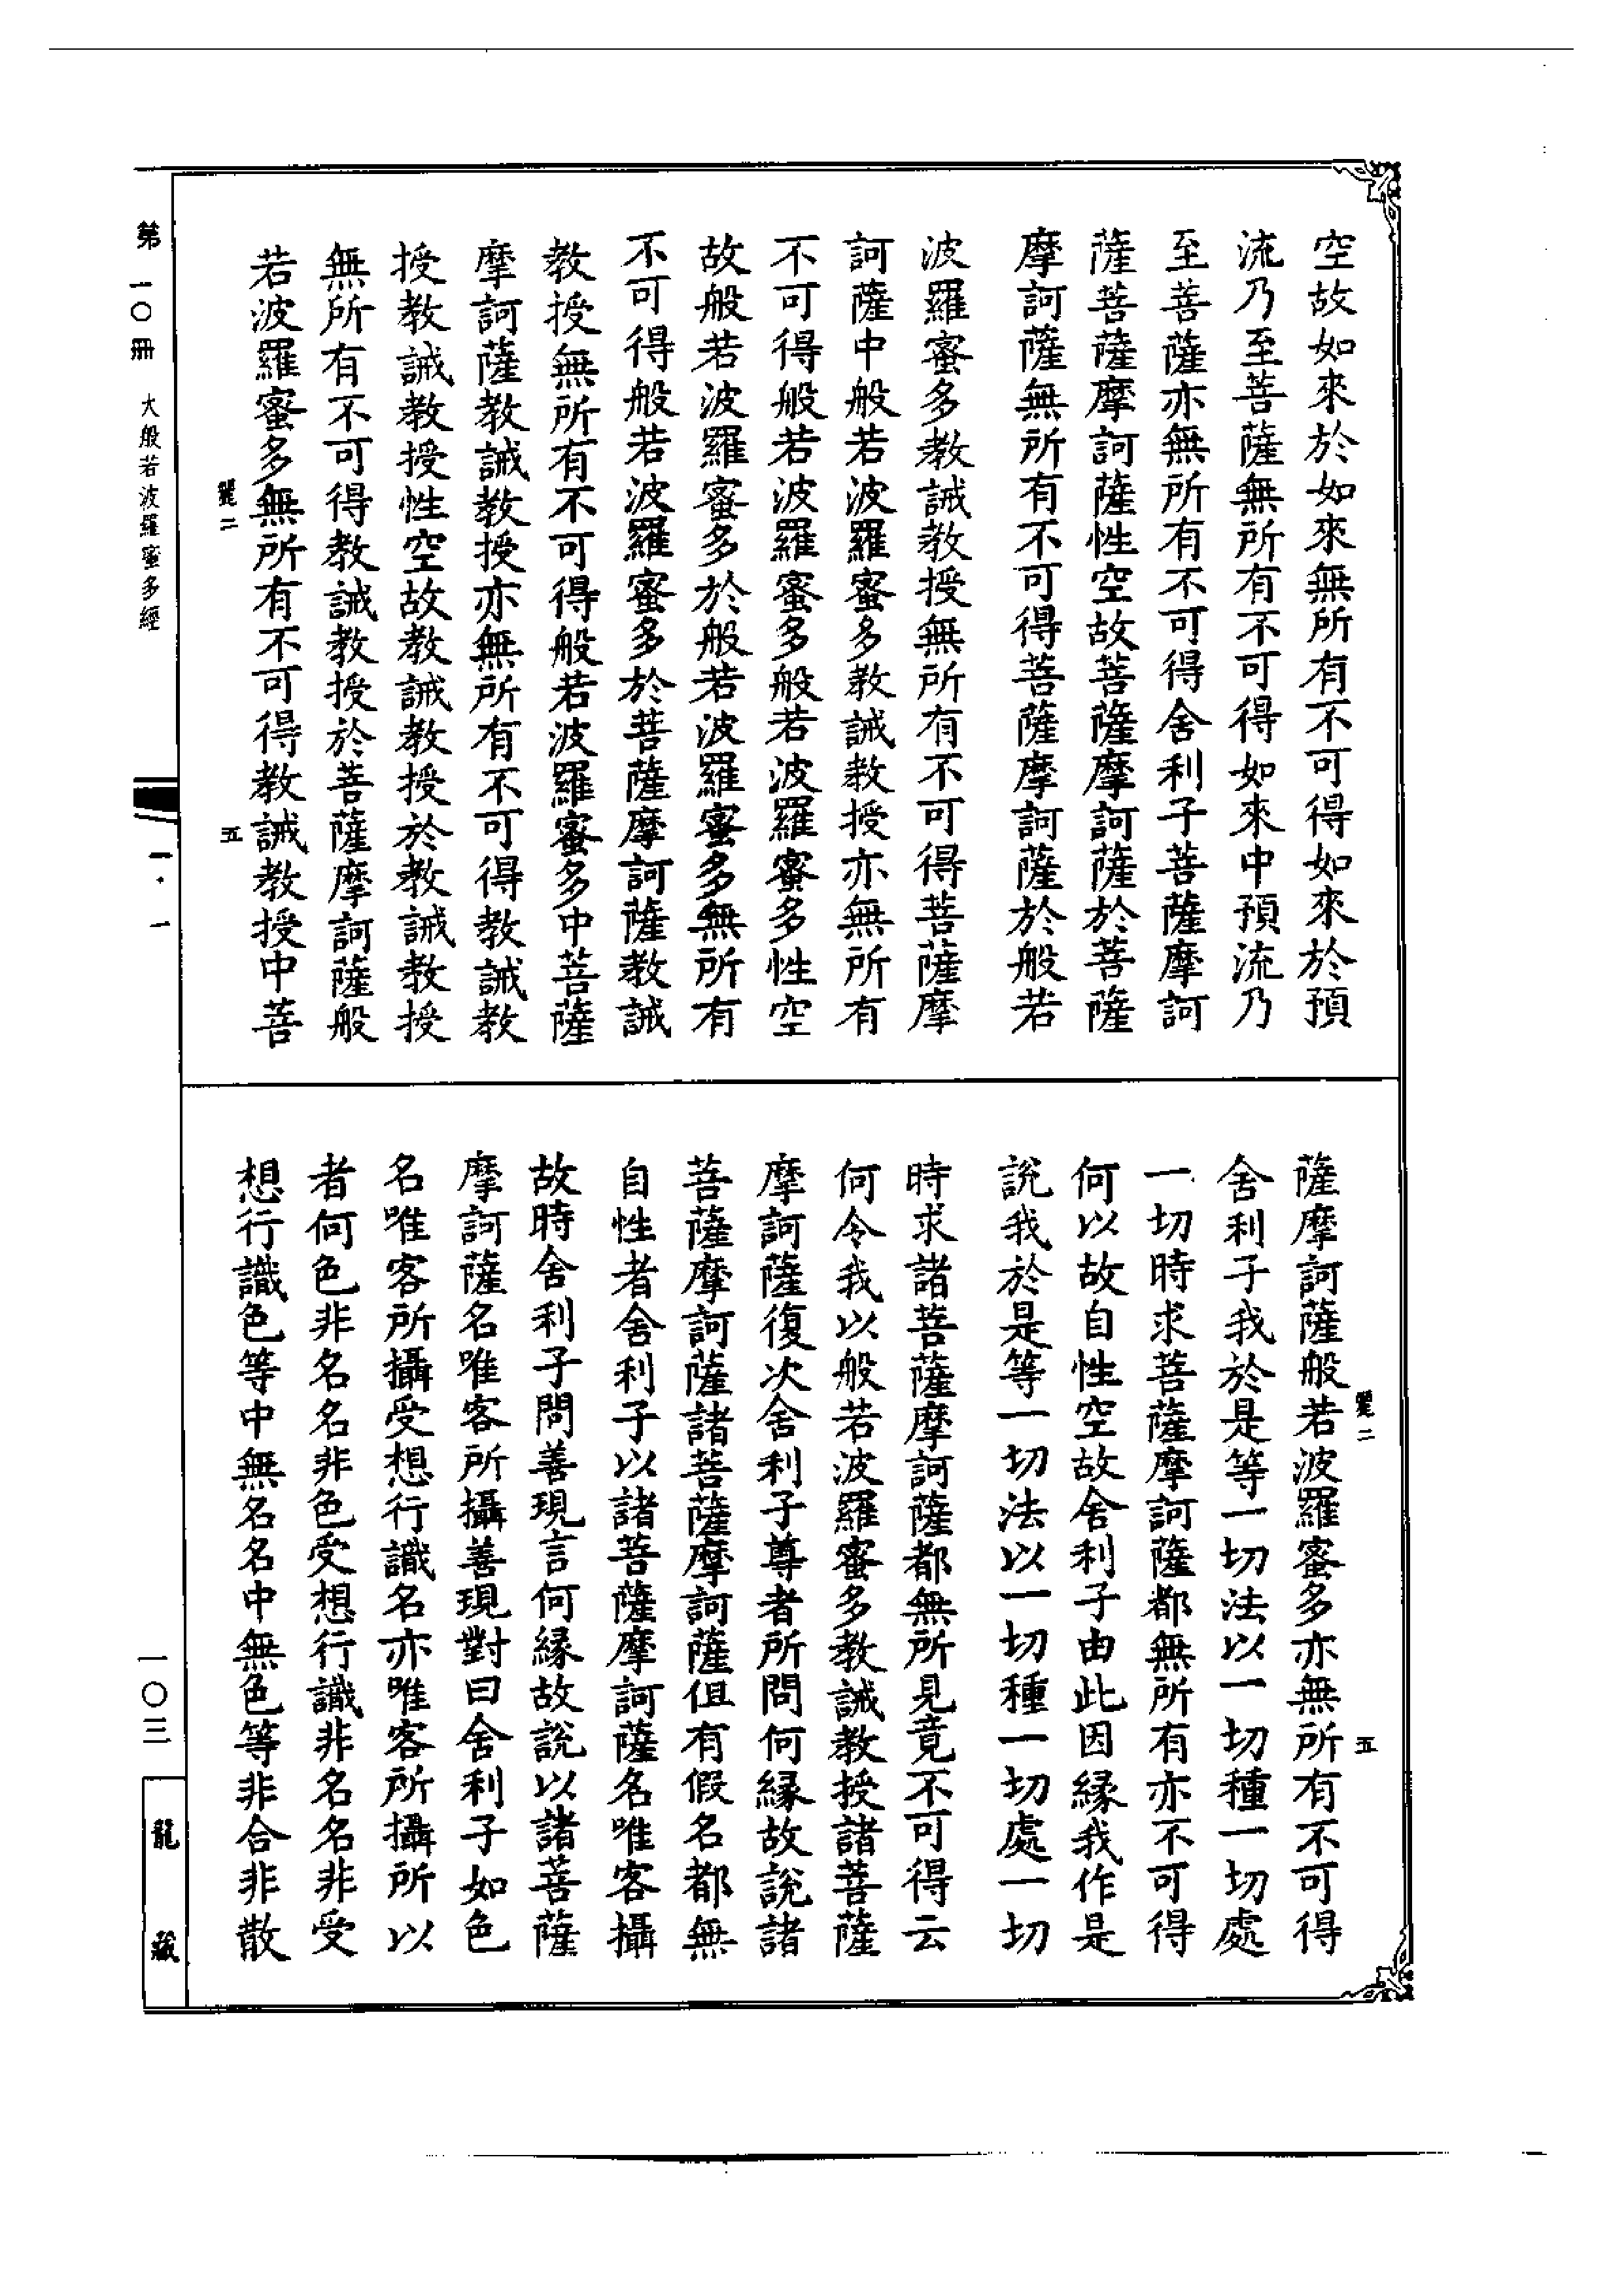 空故如來於如來無所有不可得如來於預
流乃至菩薩無所有不可得如來中預流乃
至菩薩亦無所有不可得舍利子菩薩摩訶
薩菩薩摩訶薩性空故菩薩摩訶薩於菩薩
摩訶薩無所有不可得菩薩摩訶薩於般若
波羅蜜多教誡教授無所有不可得菩薩摩
訶薩中般若波羅蜜多教誡教授亦無所有
不可得般若波羅蜜多般若波羅蜜多性空
故般若波羅蜜多於般若波羅蜜多無所有
不可得般若波羅蜜多於菩薩摩訶薩教誡
教授無所有不可得般若波羅蜜多中菩薩
摩訶薩教誡教授亦無所有不可得教誡教
授教誡教授性空故教誡教授於教誡教授
無所有不可得教誡教授於菩薩摩訶薩般
若波羅蜜多無所有不可得教誡教授中菩
麗二 五
薩摩訶薩般若波羅蜜多亦無所有不可得
舍利子我於是等一切法以一切種一切處
一切時求菩薩摩訶薩都無所有亦不可得
何以故自性空故舍利子由此因緣我作是
說我於是等一切法以一切種一切處一切
時求諸菩薩摩訶薩都無所見竟不可得云
何令我以般若波羅蜜多教誡教授諸菩薩
摩訶薩復次舍利子尊者所問何緣故說諸
菩薩摩訶薩諸菩薩摩訶薩但有假名都無
自性者舍利子以諸菩薩摩訶薩名唯客攝
故時舍利子問善現言何緣故說以諸菩薩
摩訶薩名唯客所攝善現對曰舍利子如色
名唯客所攝受想行識名亦唯客所攝所以
者何色非名名非色受想行識非名名非受
想行識色等中無名名中無色等非合非散
麗二 五
第一〇冊 大般若波羅蜜多經
一·一
一〇三
龍藏